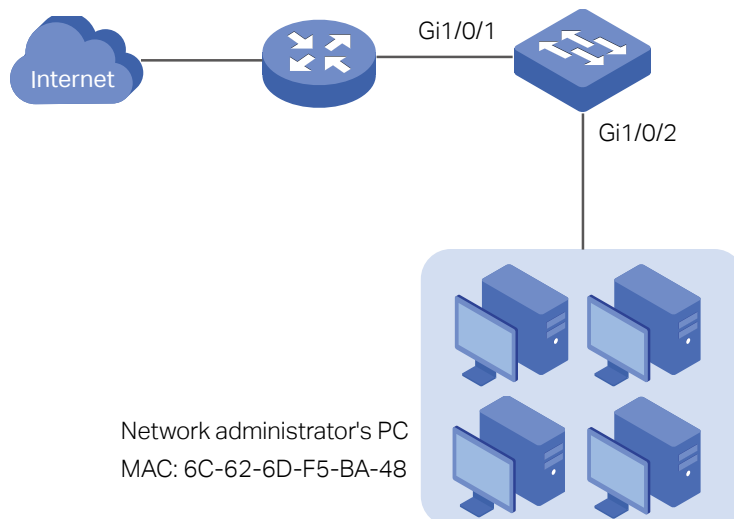 Gi1/0/1
Internet
Gi1/0/2
Network administrator's PC
MAC: 6C-62-6D-F5-BA-48